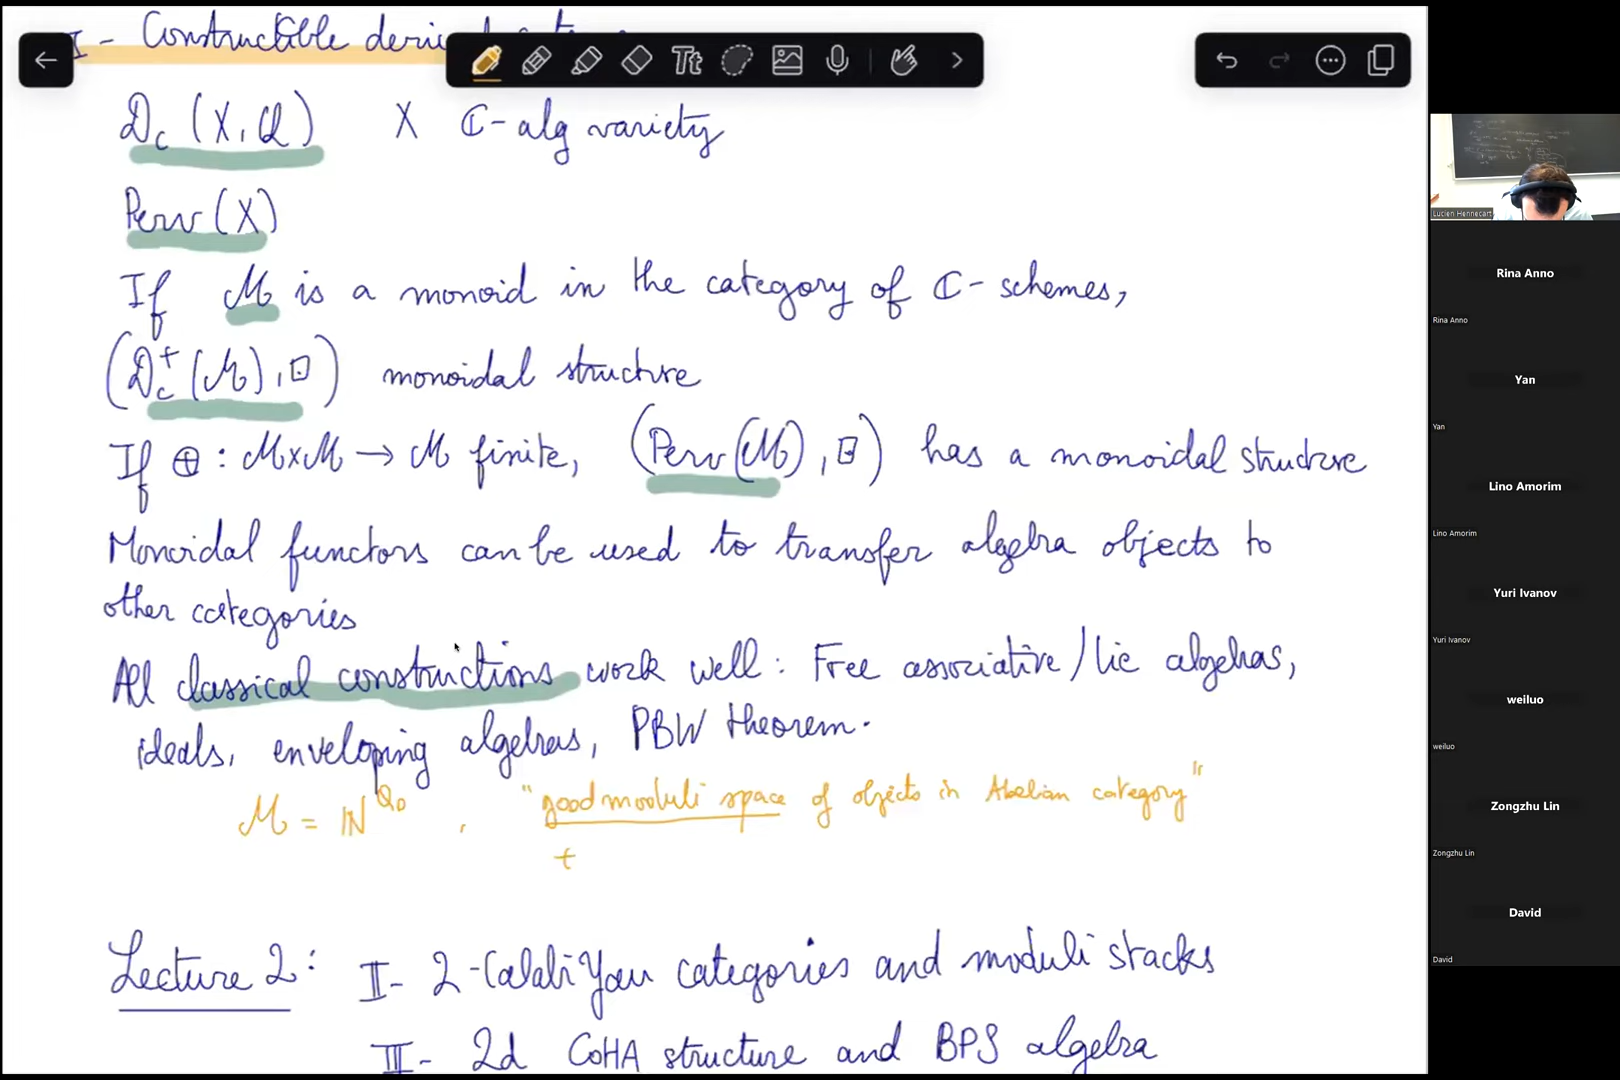 I - Constructible deri
Tt
D_c (X, Q) X C-alg variety
Perv (X)
If M is a monoid in the category of C-schemes,
(D_c^+ (M), ⊡) monoidal structure
If ⊕ : M×M → M finite, (Perv(M), ⊡) has a monoidal structure
Monoidal functors can be used to transfer algebra objects to
other categories
All classical constructions work well : Free associative / lie algebras,
ideals, enveloping algebras, PBW theorem.
M = N^{Q_0} , "good moduli space of objects in Abelian category"
+
Lecture 2 : II - 2-Calabi Yau categories and moduli stacks
III - 2d CoHA structure and BPS algebra
Lucien Hennecart
Rina Anno
Rina Anno
Yan
Yan
Lino Amorim
Lino Amorim
Yuri Ivanov
Yuri Ivanov
weiluo
weiluo
Zongzhu Lin
Zongzhu Lin
David
David